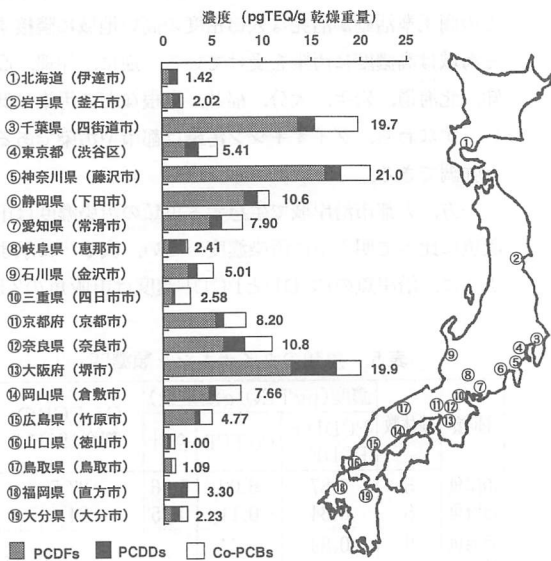 濃度（pgTEQ/g 乾燥重量）
0 5 10 15 20 25
①北海道（伊達市） 1.42
②岩手県（釜石市） 2.02
③千葉県（四街道市） 19.7
④東京都（渋谷区） 5.41
⑤神奈川県（藤沢市） 21.0
⑥静岡県（下田市） 10.6
⑦愛知県（常滑市） 7.90
⑧岐阜県（恵那市） 2.41
⑨石川県（金沢市） 5.01
⑩三重県（四日市市） 2.58
⑪京都府（京都市） 8.20
⑫奈良県（奈良市） 10.8
⑬大阪府（堺市） 19.9
⑭岡山県（倉敷市） 7.66
⑮広島県（竹原市） 4.77
⑯山口県（徳山市） 1.00
⑰鳥取県（鳥取市） 1.09
⑱福岡県（直方市） 3.30
⑲大分県（大分市） 2.23
PCDFs PCDDs Co-PCBs
①
②
③
④
⑤
⑨
⑥
⑧
⑦
⑩
⑰ ⑪ ⑫
⑬
⑭
⑮
⑯
⑱ ⑲